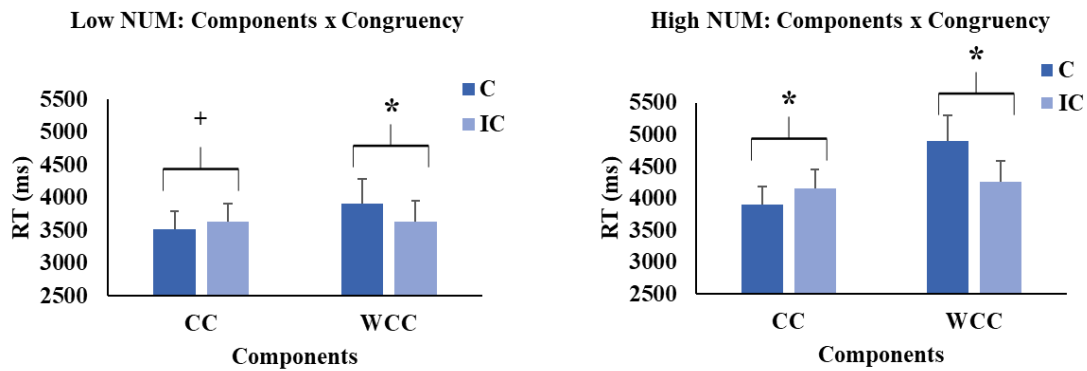 Low NUM: Components x Congruency
C
IC
+
*
5500
5000
4500
4000
3500
3000
2500
RT (ms)
CC
WCC
Components
High NUM: Components x Congruency
C
IC
*
*
5500
5000
4500
4000
3500
3000
2500
RT (ms)
CC
WCC
Components